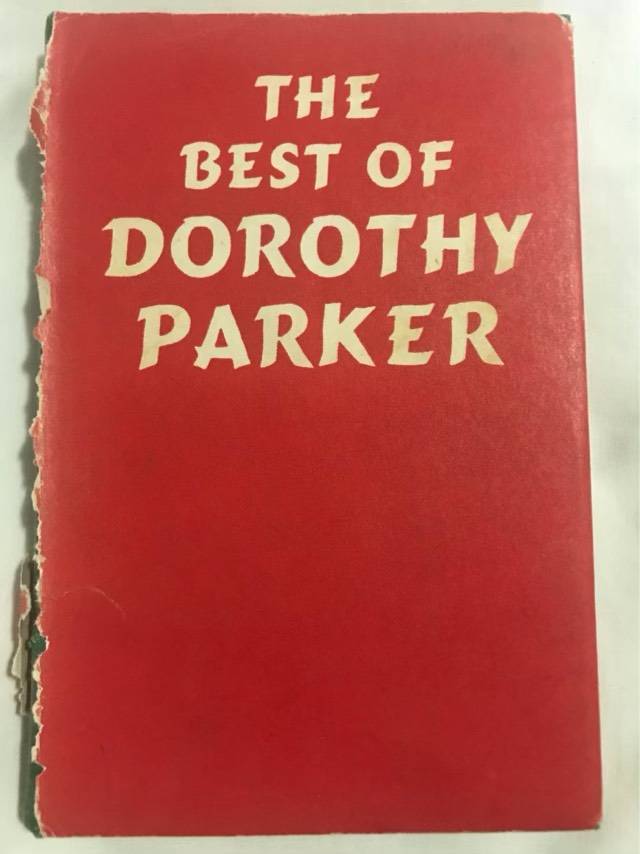 THE
BEST OF
DOROTHY
PARKER